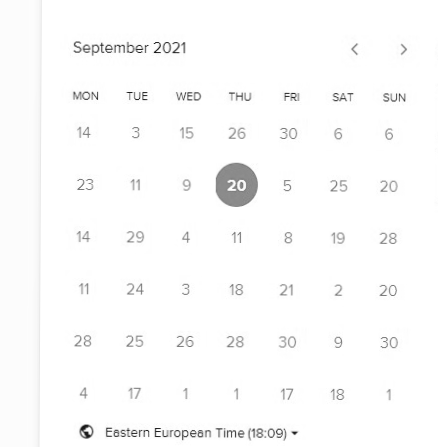 September 2021
MON TUE WED THU FRI SAT SUN
14 3 15 26 30 6 6
23 11 9 20 5 25 20
14 29 4 11 8 19 28
11 24 3 18 21 2 20
28 25 26 28 30 9 30
4 17 1 1 17 18 1
Eastern European Time (18:09)